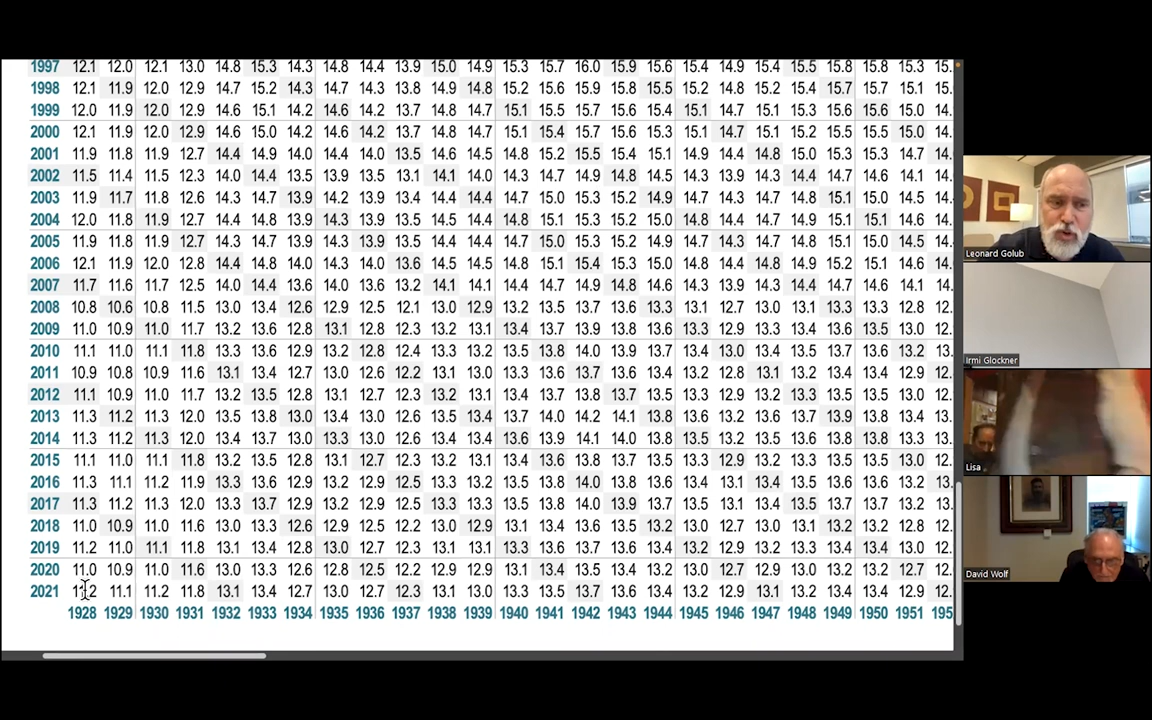 1997 12.1 12.0 12.1 13.0 14.8 15.3 14.3 14.8 14.4 13.9 15.0 14.9 15.3 15.7 16.0 15.9 15.6 15.4 14.9 15.4 15.8 15.8 15.3 15.
1998 12.1 11.9 12.0 12.9 14.7 15.2 14.3 14.7 14.3 13.8 14.9 14.8 15.2 15.6 15.9 15.8 15.5 15.2 14.8 15.2 15.4 15.7 15.7 15.1 15.
1999 12.0 11.9 12.0 12.9 14.6 15.1 14.2 14.6 14.2 13.7 14.8 14.7 15.1 15.5 15.7 15.6 15.4 15.1 14.7 15.1 15.3 15.6 15.6 15.0 14.
2000 12.1 11.9 12.0 12.9 14.6 15.0 14.2 14.6 14.2 13.7 14.8 14.7 15.1 15.4 15.7 15.6 15.3 15.1 14.7 15.1 15.2 15.5 15.5 15.0 14.
2001 11.9 11.8 11.9 12.7 14.4 14.9 14.0 14.4 14.0 13.5 14.6 14.5 14.8 15.2 15.5 15.4 15.1 14.9 14.4 14.8 15.0 15.3 15.3 14.7 14.
2002 11.5 11.4 11.5 12.3 14.0 14.4 13.5 13.9 13.5 13.1 14.1 14.0 14.3 14.7 14.9 14.8 14.5 14.3 13.9 14.3 14.4 14.7 14.6 14.1 14.
2003 11.9 11.7 11.8 12.6 14.3 14.7 13.9 14.2 13.9 13.4 14.4 14.4 14.7 15.0 15.3 15.2 14.9 14.7 14.3 14.7 14.8 15.1 15.0 14.5 14.
2004 12.0 11.8 11.9 12.7 14.4 14.8 13.9 14.3 13.9 13.5 14.5 14.4 14.8 15.1 15.3 15.2 15.0 14.8 14.4 14.7 14.9 15.1 15.1 14.6 14.
2005 11.9 11.8 11.9 12.7 14.3 14.7 13.9 14.3 13.9 13.5 14.4 14.4 14.7 15.0 15.3 15.2 14.9 14.7 14.3 14.7 14.8 15.1 15.0 14.5 14.
2006 12.1 11.9 12.0 12.8 14.4 14.8 14.0 14.3 14.0 13.6 14.5 14.5 14.8 15.1 15.4 15.3 15.0 14.8 14.4 14.8 14.9 15.2 15.1 14.6 14.
2007 11.7 11.6 11.7 12.5 14.0 14.4 13.6 14.0 13.6 13.2 14.1 14.1 14.4 14.7 14.9 14.8 14.6 14.3 13.9 14.3 14.4 14.7 14.6 14.1 14.
2008 10.8 10.6 10.8 11.5 13.0 13.4 12.6 12.9 12.5 12.1 13.0 12.9 13.2 13.5 13.7 13.6 13.3 13.1 12.7 13.0 13.1 13.3 13.3 12.8 12.
2009 11.0 10.9 11.0 11.7 13.2 13.6 12.8 13.1 12.8 12.3 13.2 13.1 13.4 13.7 13.9 13.8 13.6 13.3 12.9 13.3 13.4 13.6 13.5 13.0 12.
2010 11.1 11.0 11.1 11.8 13.3 13.6 12.9 13.2 12.8 12.4 13.3 13.2 13.5 13.8 14.0 13.9 13.7 13.4 13.0 13.4 13.5 13.7 13.6 13.2 13.
2011 10.9 10.8 10.9 11.6 13.1 13.4 12.7 13.0 12.6 12.2 13.1 13.0 13.3 13.6 13.7 13.6 13.4 13.2 12.8 13.1 13.2 13.4 13.4 12.9 12.
2012 11.1 10.9 11.0 11.7 13.2 13.5 12.8 13.1 12.7 12.3 13.2 13.1 13.4 13.7 13.8 13.7 13.5 13.3 12.9 13.2 13.3 13.5 13.5 13.0 12.
2013 11.3 11.2 11.3 12.0 13.5 13.8 13.0 13.4 13.0 12.6 13.5 13.4 13.7 14.0 14.2 14.1 13.8 13.6 13.2 13.6 13.7 13.9 13.8 13.4 13.
2014 11.3 11.2 11.3 12.0 13.4 13.7 13.0 13.3 13.0 12.6 13.4 13.4 13.6 13.9 14.1 14.0 13.8 13.5 13.2 13.5 13.6 13.8 13.8 13.3 13.
2015 11.1 11.0 11.1 11.8 13.2 13.5 12.8 13.1 12.7 12.3 13.2 13.1 13.4 13.6 13.8 13.7 13.5 13.3 12.9 13.2 13.3 13.5 13.5 13.0 12.
2016 11.3 11.1 11.2 11.9 13.3 13.6 12.9 13.2 12.9 12.5 13.3 13.2 13.5 13.8 14.0 13.8 13.6 13.4 13.1 13.4 13.5 13.6 13.6 13.2 13.
2017 11.3 11.2 11.3 12.0 13.3 13.7 12.9 13.2 12.9 12.5 13.3 13.3 13.5 13.8 14.0 13.9 13.7 13.5 13.1 13.4 13.5 13.7 13.7 13.2 13.
2018 11.0 10.9 11.0 11.6 13.0 13.3 12.6 12.9 12.5 12.2 13.0 12.9 13.1 13.4 13.6 13.5 13.2 13.0 12.7 13.0 13.1 13.2 13.2 12.8 12.
2019 11.2 11.0 11.1 11.8 13.1 13.4 12.8 13.0 12.7 12.3 13.1 13.1 13.3 13.6 13.7 13.6 13.4 13.2 12.9 13.2 13.3 13.4 13.4 13.0 12.
2020 11.0 10.9 11.0 11.6 13.0 13.3 12.6 12.8 12.5 12.2 12.9 12.9 13.1 13.4 13.5 13.4 13.2 13.0 12.7 12.9 13.0 13.2 13.2 12.7 12.
2021 11.1 11.2 11.8 13.1 13.4 12.7 13.0 12.7 12.3 13.1 13.0 13.3 13.5 13.7 13.6 13.4 13.2 12.9 13.1 13.2 13.4 13.4 12.9 12.
1928 1929 1930 1931 1932 1933 1934 1935 1936 1937 1938 1939 1940 1941 1942 1943 1944 1945 1946 1947 1948 1949 1950 1951 195
Leonard Golub
Irmi Glockner
Lisa
David Wolf